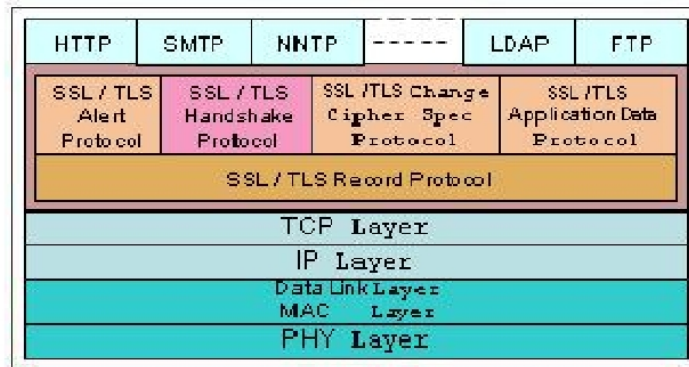 HTTP SMTP NNTP ----- LDAP FTP
SSL / TLS Alert Protocol
SSL / TLS Handshake Protocol
SSL /TLS Change Cipher Spec Protocol
SSL /TLS Application Data Protocol
SSL / TLS Record Protocol
TCP Layer
IP Layer
Data Link Layer
MAC Layer
PHY Layer